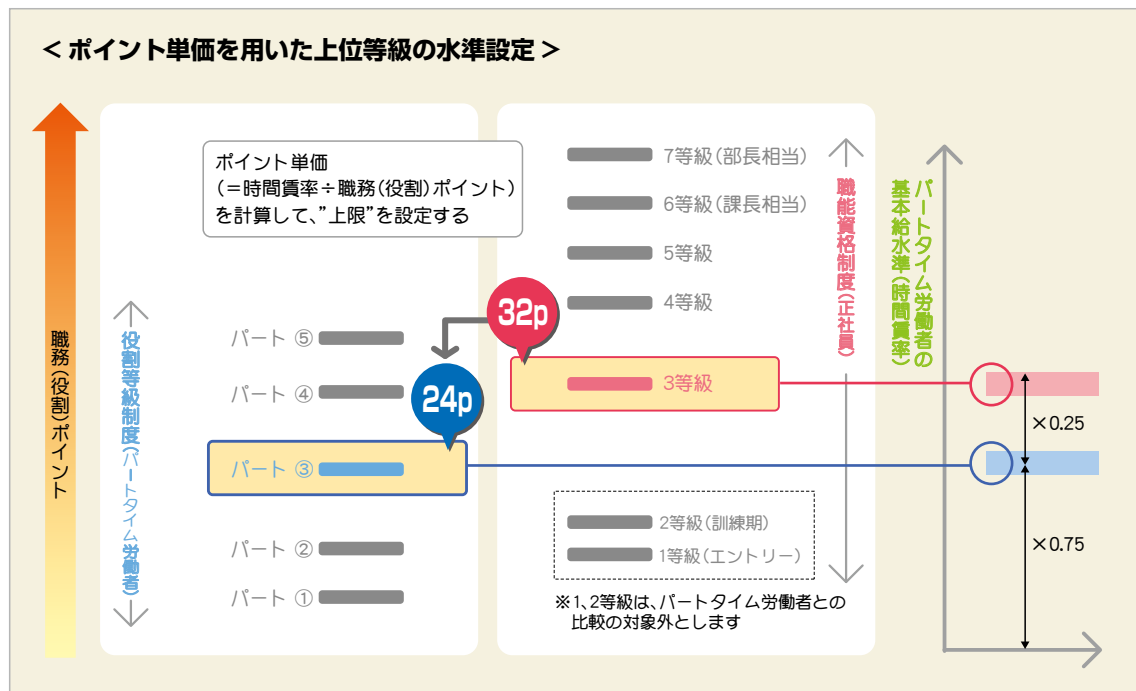 ＜ポイント単価を用いた上位等級の水準設定＞
職務(役割)ポイント
役割等級制度(パートタイム労働者)
ポイント単価
（＝時間賃率÷職務(役割)ポイント）
を計算して、”上限”を設定する
パート ⑤
パート ④
パート ③
パート ②
パート ①
24p
32p
7等級(部長相当)
6等級(課長相当)
5等級
4等級
3等級
2等級(訓練期)
1等級(エントリー)
※1、2等級は、パートタイム労働者との
比較の対象外とします
職能資格制度(正社員)
パートタイム労働者の
基本給水準(時間賃率)
×0.25
×0.75